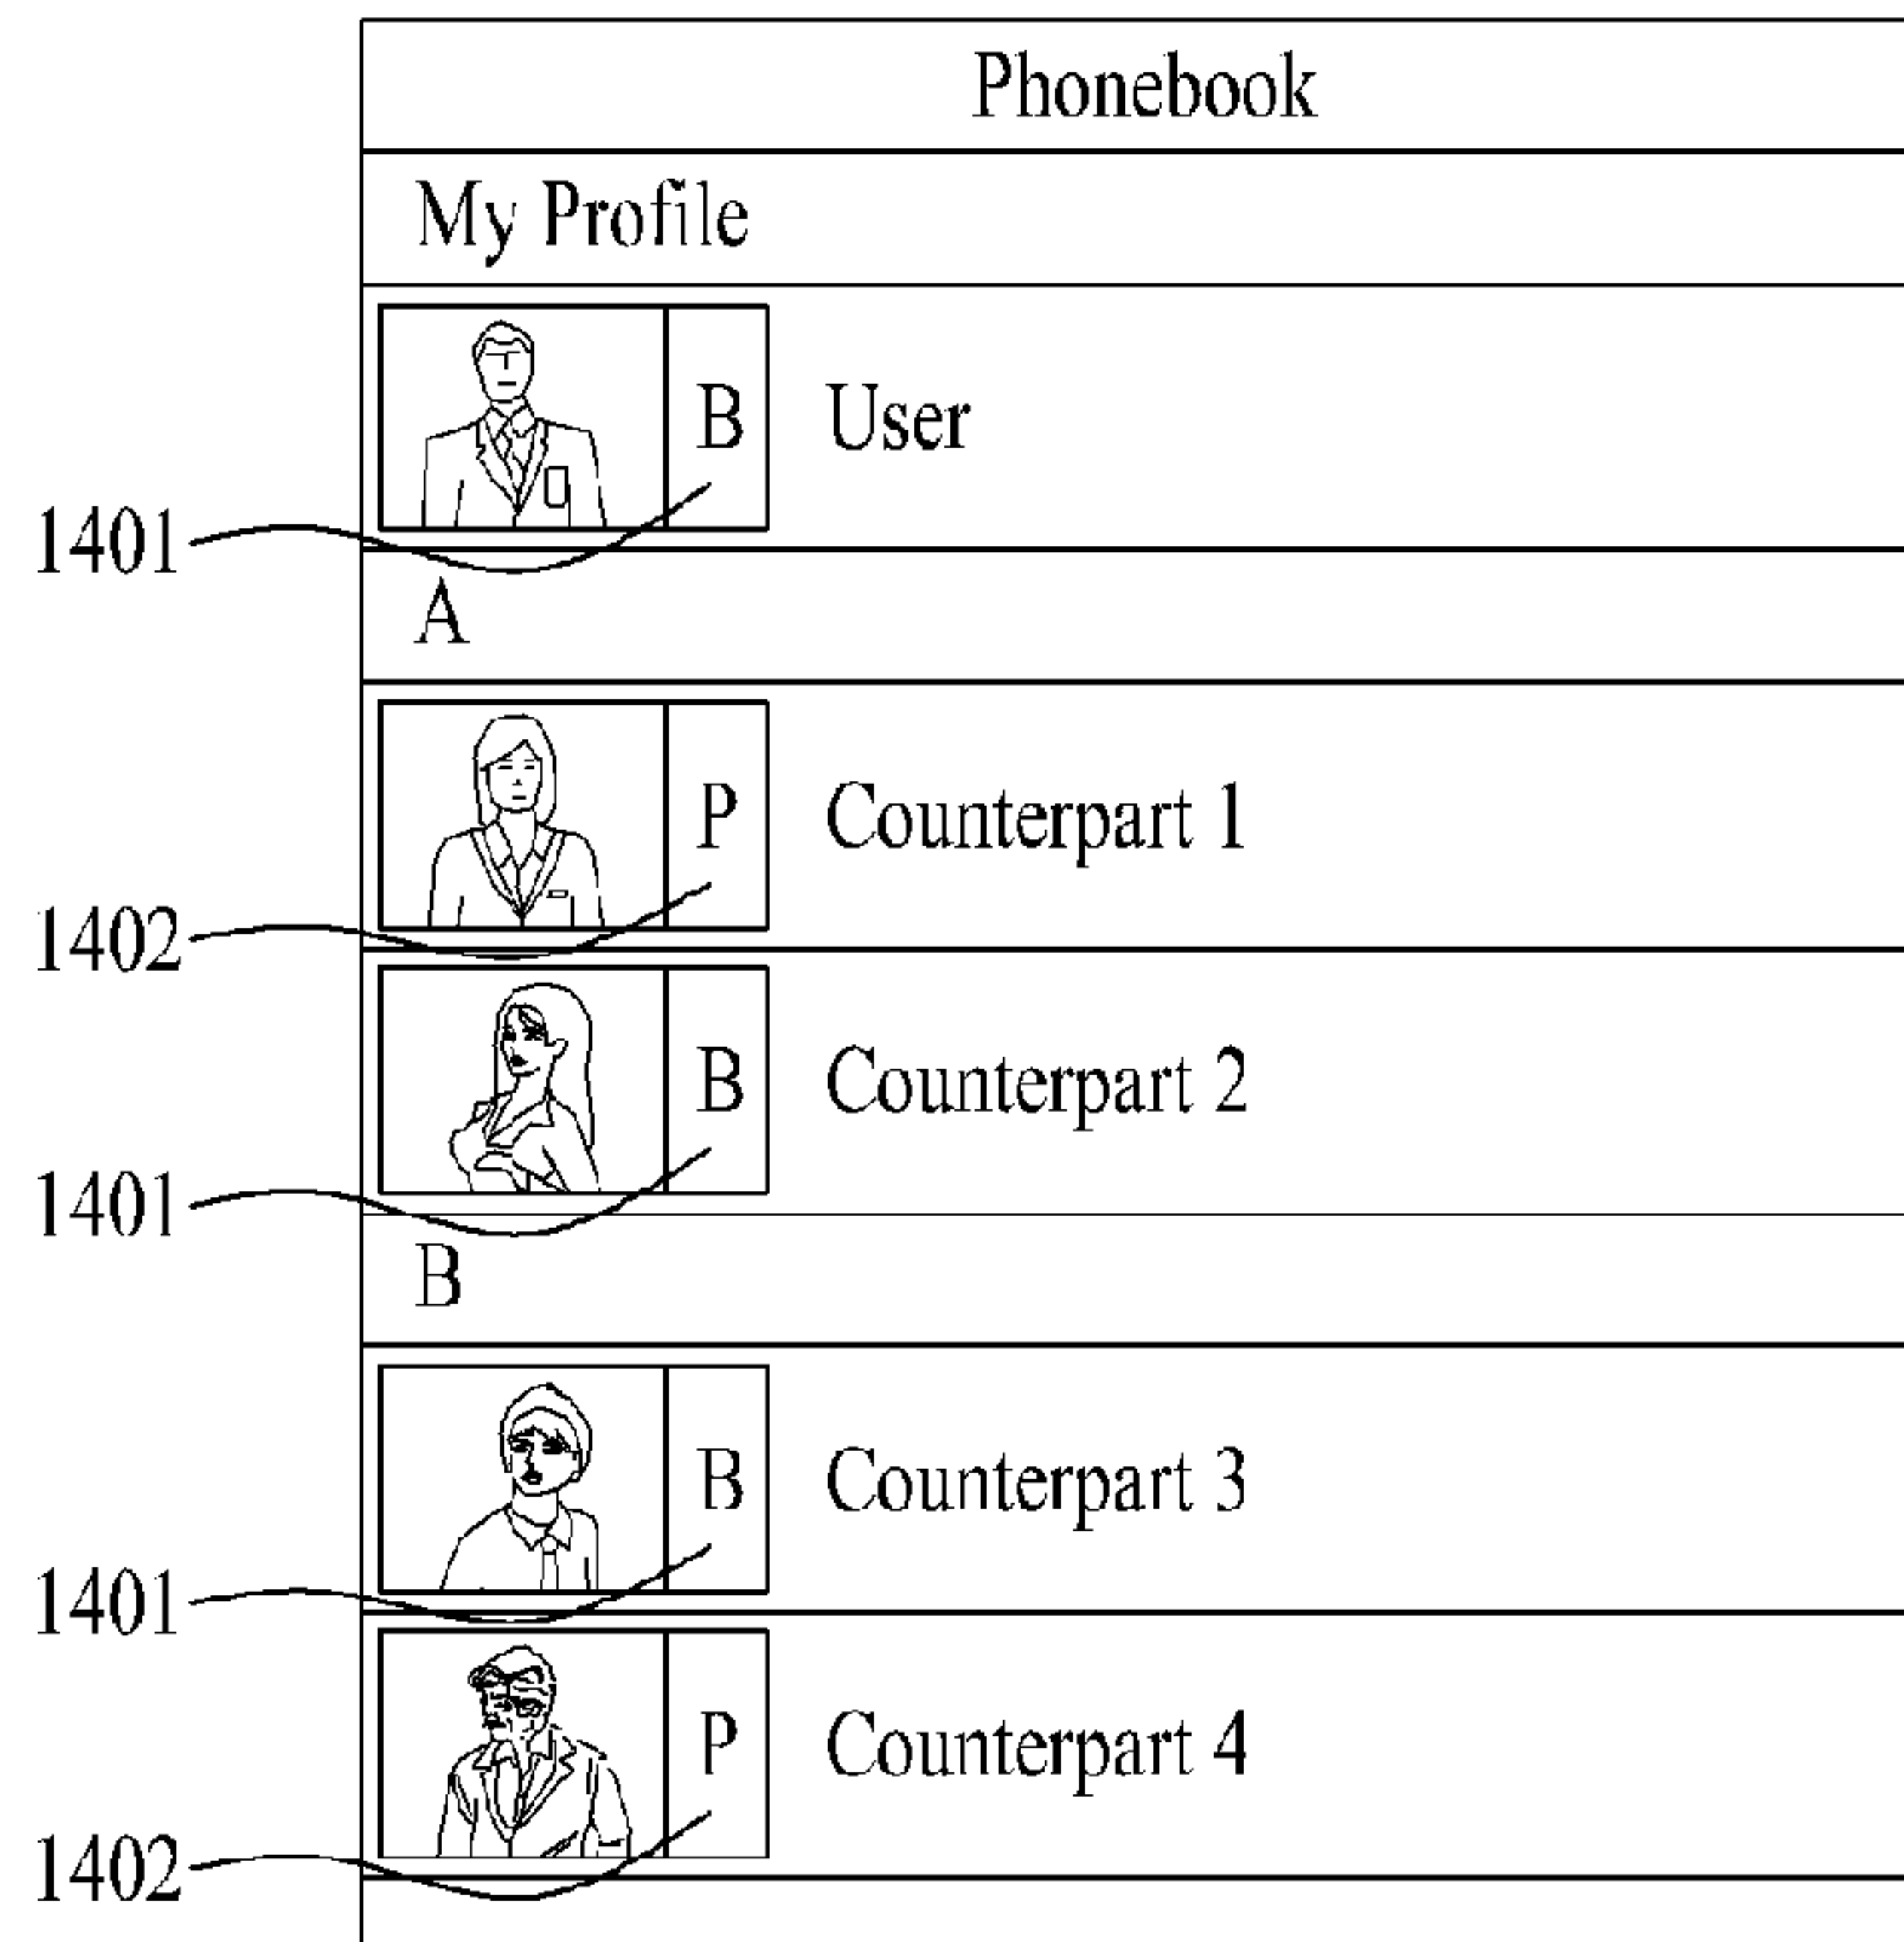 Phonebook
My Profile
B User
1401
A
P Counterpart 1
1402
B Counterpart 2
1401
B
B Counterpart 3
1401
P Counterpart 4
1402